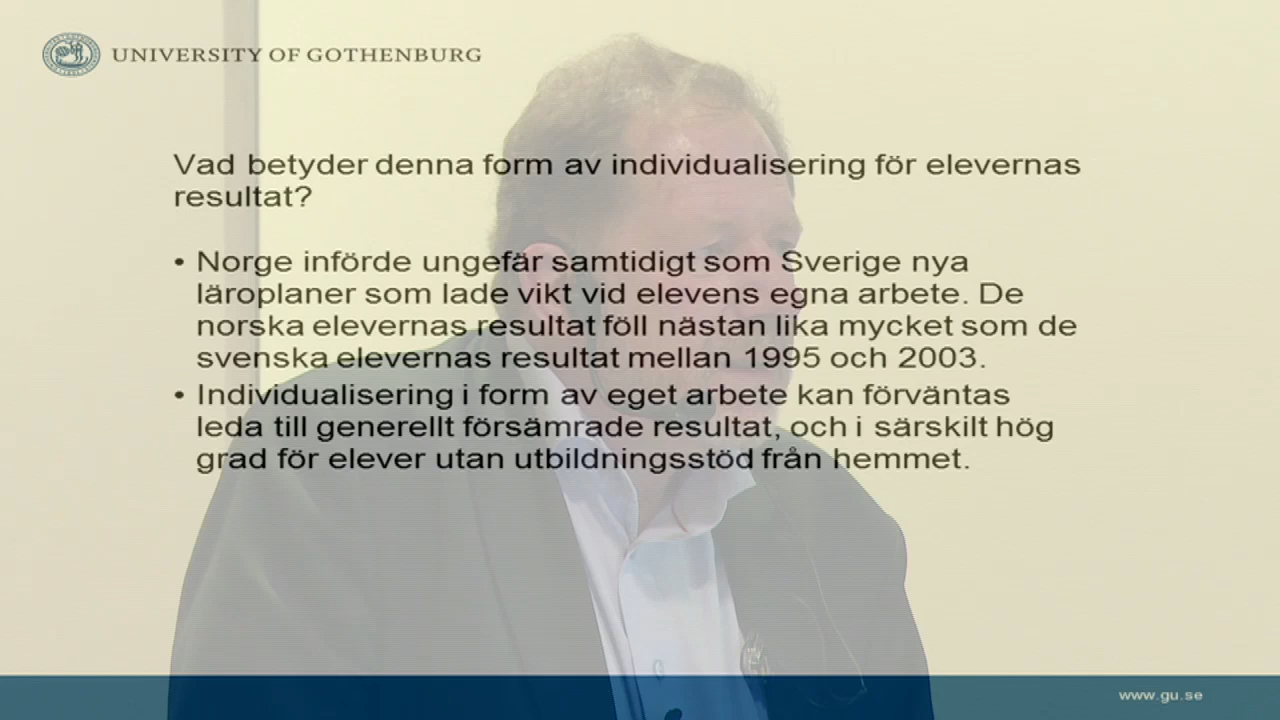 UNIVERSITY OF GOTHENBURG
Vad betyder denna form av individualisering för elevernas
resultat?
• Norge införde ungefär samtidigt som Sverige nya
läroplaner som lade vikt vid elevens egna arbete. De
norska elevernas resultat föll nästan lika mycket som de
svenska elevernas resultat mellan 1995 och 2003.
• Individualisering i form av eget arbete kan förväntas
leda till generellt försämrade resultat, och i särskilt hög
grad för elever utan utbildningsstöd från hemmet.
www.gu.se